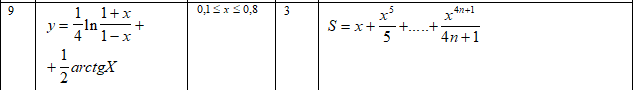 9 y = 1/4 ln (1+x)/(1−x) + 0,1 ≤ x ≤ 0,8 3 S = x + x^5/5 + ..... + x^{4n+1}/(4n+1)
+ 1/2 arctgX